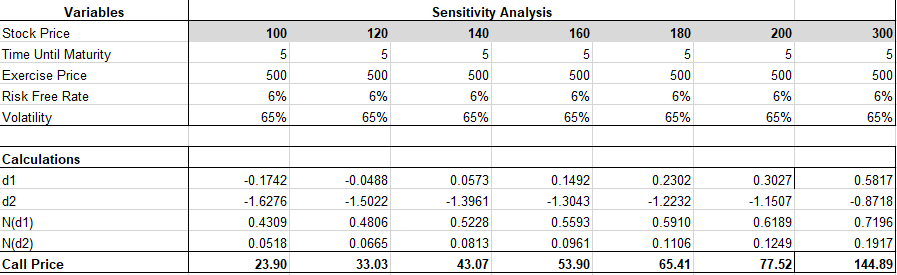 Variables Sensitivity Analysis
Stock Price 100 120 140 160 180 200 300
Time Until Maturity 5 5 5 5 5 5 5
Exercise Price 500 500 500 500 500 500 500
Risk Free Rate 6% 6% 6% 6% 6% 6% 6%
Volatility 65% 65% 65% 65% 65% 65% 65%
Calculations
d1 -0.1742 -0.0488 0.0573 0.1492 0.2302 0.3027 0.5817
d2 -1.6276 -1.5022 -1.3961 -1.3043 -1.2232 -1.1507 -0.8718
N(d1) 0.4309 0.4806 0.5228 0.5593 0.5910 0.6189 0.7196
N(d2) 0.0518 0.0665 0.0813 0.0961 0.1106 0.1249 0.1917
Call Price 23.90 33.03 43.07 53.90 65.41 77.52 144.89